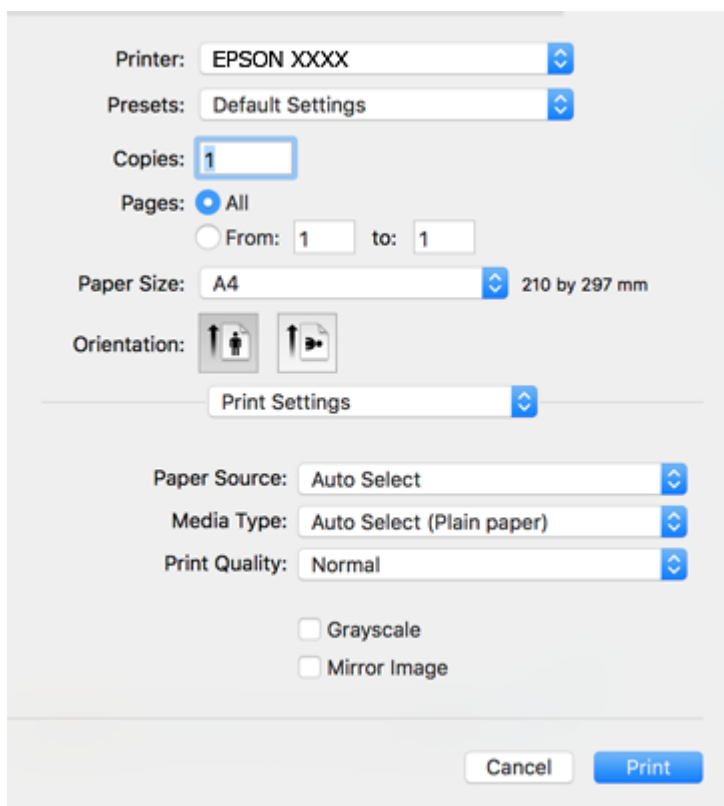 Printer: EPSON XXXX
Presets: Default Settings
Copies: 1
Pages: All
From: 1 to: 1
Paper Size: A4 210 by 297 mm
Orientation:
Print Settings
Paper Source: Auto Select
Media Type: Auto Select (Plain paper)
Print Quality: Normal
Grayscale
Mirror Image
Cancel Print